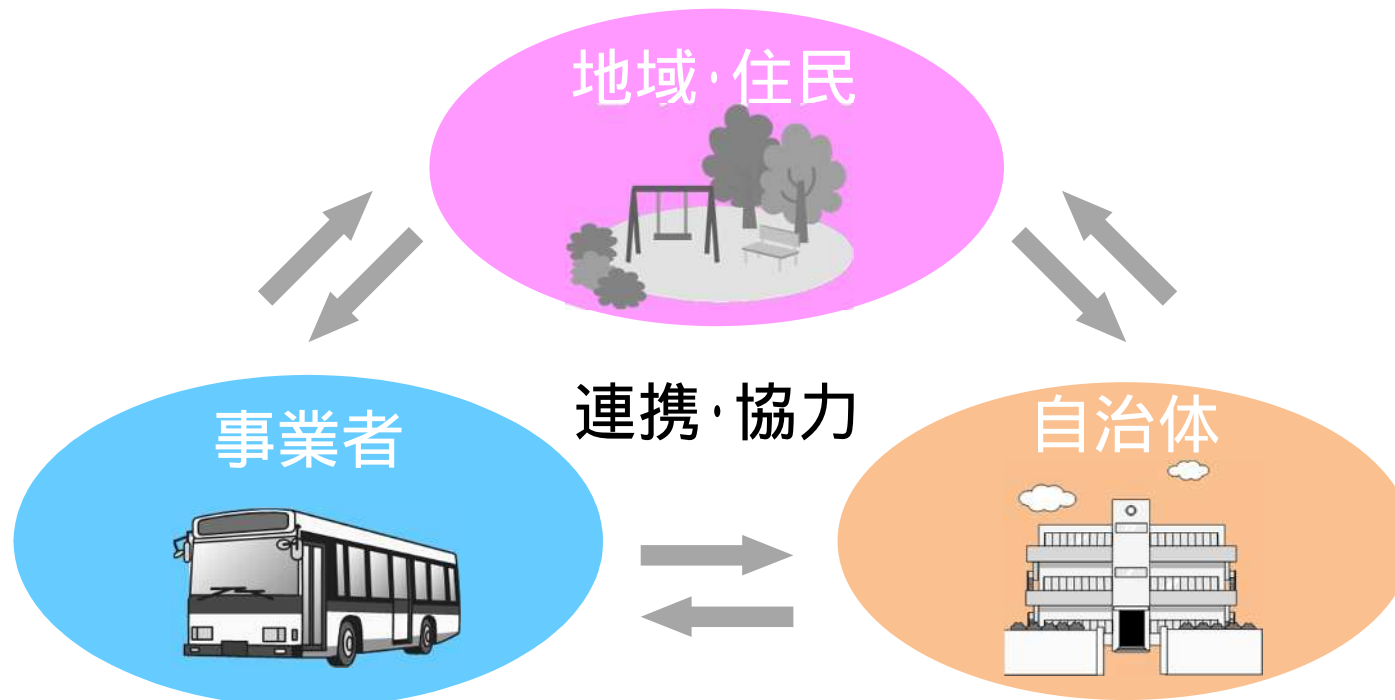 地域・住民
連携・協力
事業者
自治体